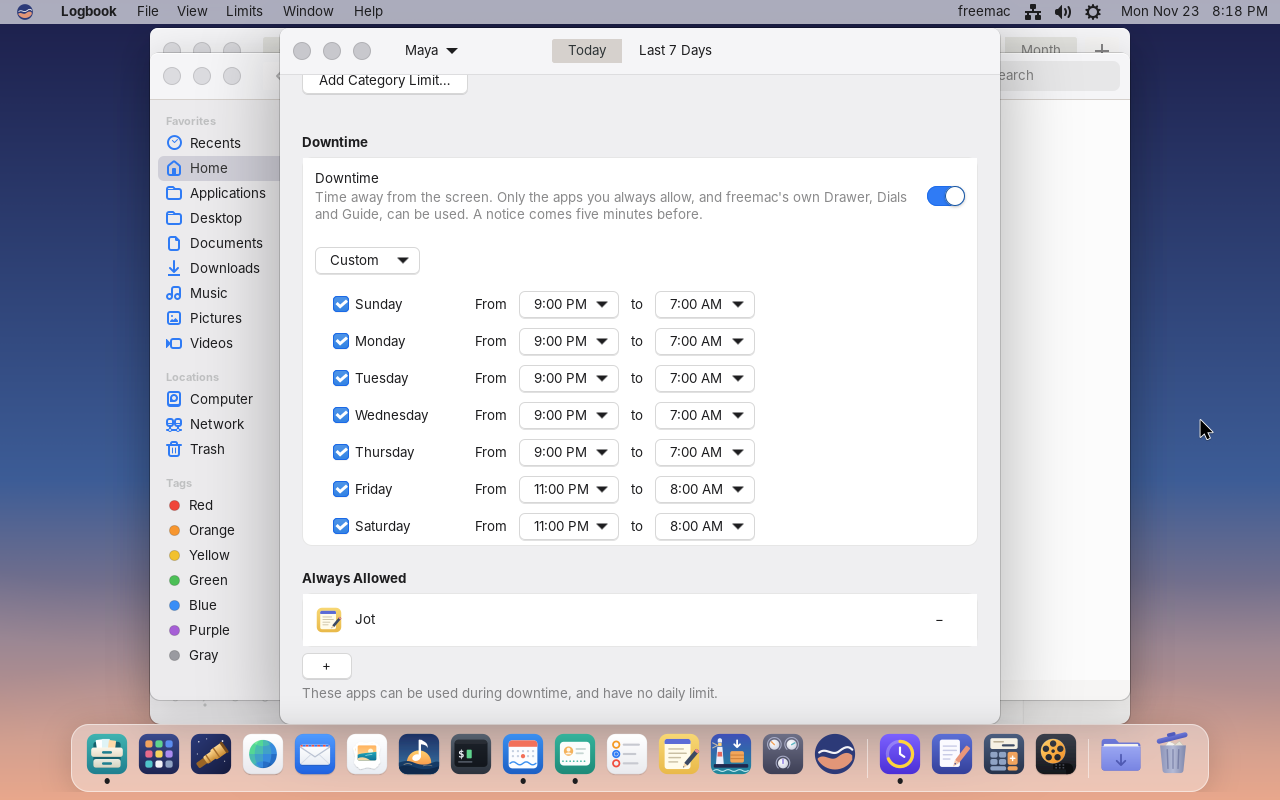 Logbook File View Limits Window Help freemac Mon Nov 23 8:18 PM
Maya Today Last 7 Days Month
Add Category Limit... earch
Favorites
Recents
Home
Applications
Desktop
Documents
Downloads
Music
Pictures
Videos
Locations
Computer
Network
Trash
Tags
Red
Orange
Yellow
Green
Blue
Purple
Gray
Downtime
Downtime
Time away from the screen. Only the apps you always allow, and freemac's own Drawer, Dials
and Guide, can be used. A notice comes five minutes before.
Custom
Sunday From 9:00 PM to 7:00 AM
Monday From 9:00 PM to 7:00 AM
Tuesday From 9:00 PM to 7:00 AM
Wednesday From 9:00 PM to 7:00 AM
Thursday From 9:00 PM to 7:00 AM
Friday From 11:00 PM to 8:00 AM
Saturday From 11:00 PM to 8:00 AM
Always Allowed
Jot −
+
These apps can be used during downtime, and have no daily limit.
$